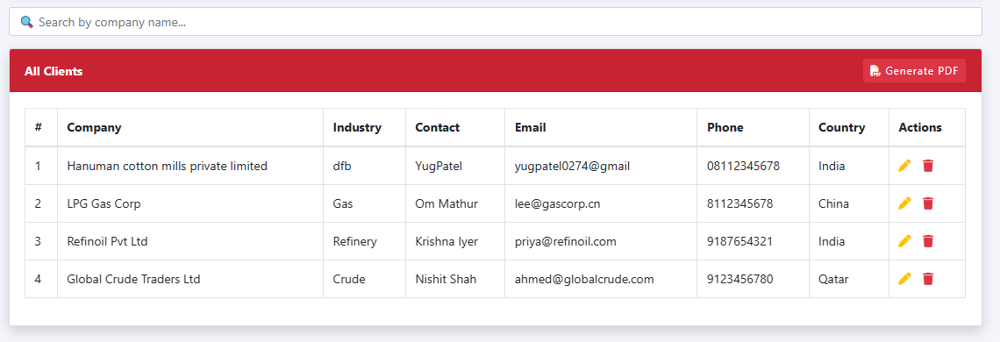 Search by company name...
All Clients Generate PDF
# Company Industry Contact Email Phone Country Actions
1 Hanuman cotton mills private limited dfb YugPatel yugpatel0274@gmail 08112345678 India
2 LPG Gas Corp Gas Om Mathur lee@gascorp.cn 8112345678 China
3 Refinoil Pvt Ltd Refinery Krishna Iyer priya@refinoil.com 9187654321 India
4 Global Crude Traders Ltd Crude Nishit Shah ahmed@globalcrude.com 9123456780 Qatar